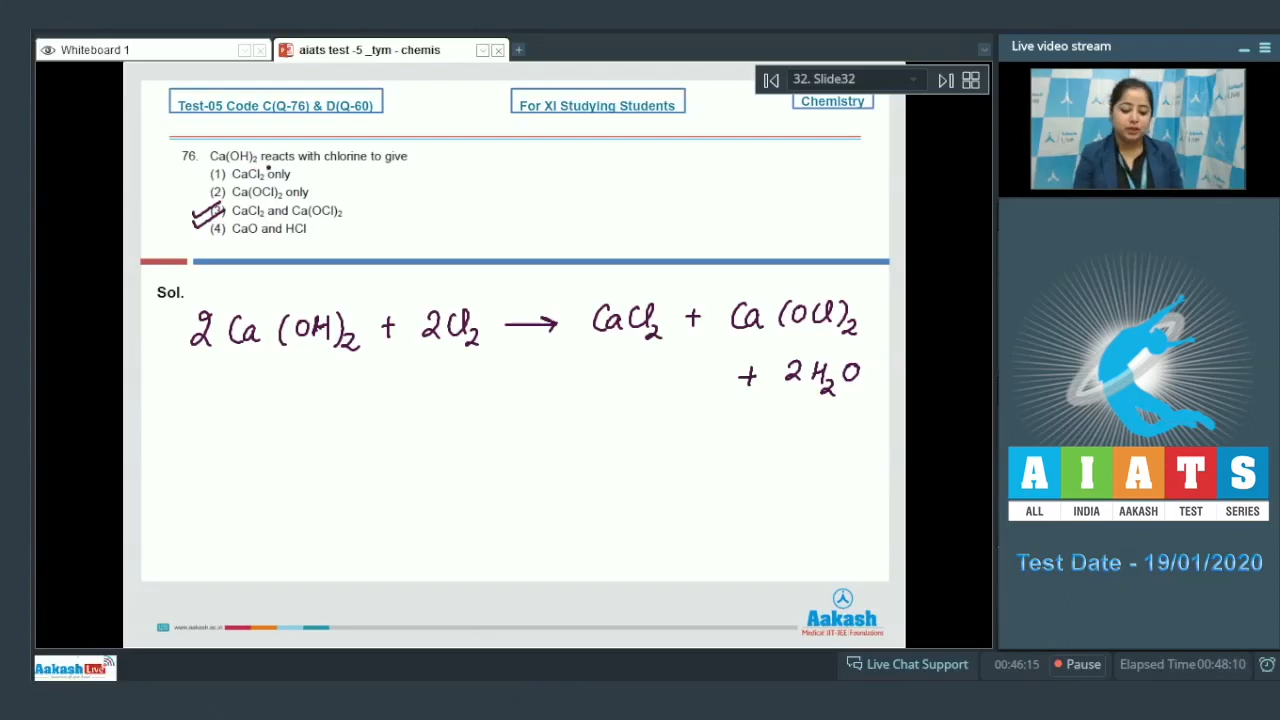 Whiteboard 1
aiats test -5 _tym - chemis
Live video stream
32. Slide32
Test-05 Code C(Q-76) & D(Q-60)
For XI Studying Students
Chemistry
76. Ca(OH)₂ reacts with chlorine to give
(1) CaCl₂ only
(2) Ca(OCl)₂ only
(3) CaCl₂ and Ca(OCl)₂
(4) CaO and HCl
Sol.
2 Ca (OH)₂ + 2Cl₂ ⟶ CaCl₂ + Ca (OCl)₂
+ 2H₂O
A I A T S
ALL INDIA AAKASH TEST SERIES
Test Date - 19/01/2020
Aakash
Medical|IIT-JEE|Foundations
www.aakash.ac.in
Aakash Live
Live Chat Support
00:46:15
Pause
Elapsed Time 00:48:10